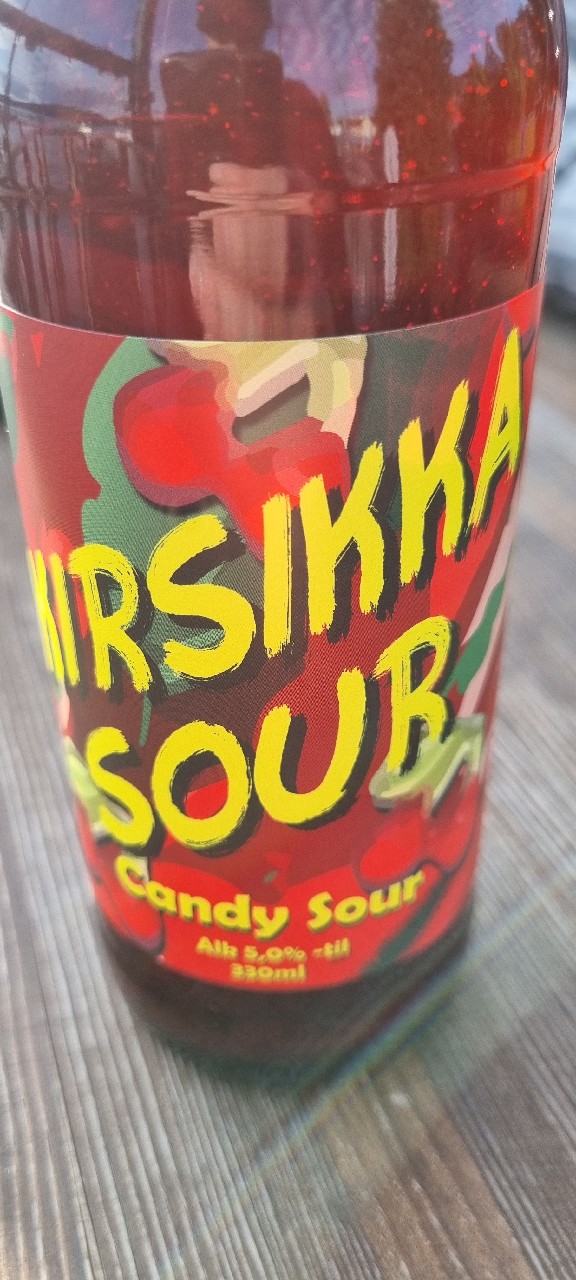 KIRSIKKA
SOUR
Candy Sour
Alk 5,0% -til
330ml